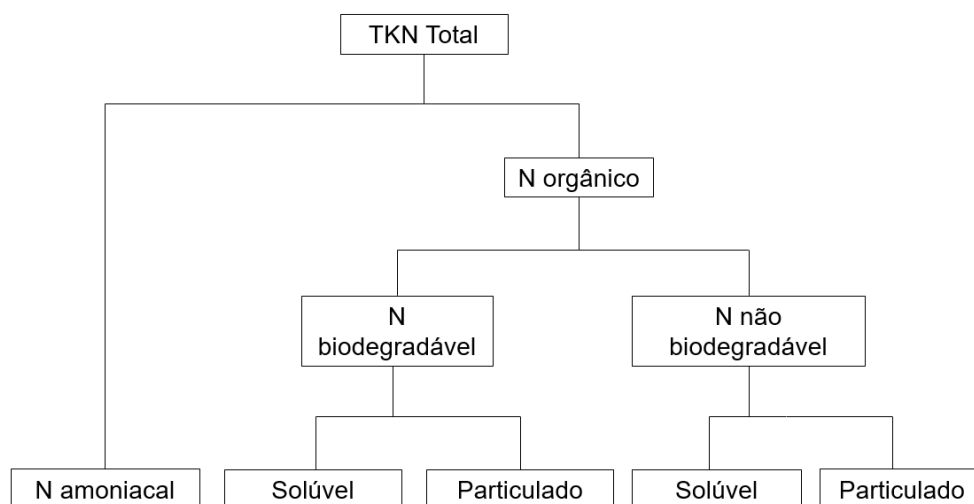 TKN Total
N orgânico
N
biodegradável
N não
biodegradável
N amoniacal
Solúvel
Particulado
Solúvel
Particulado